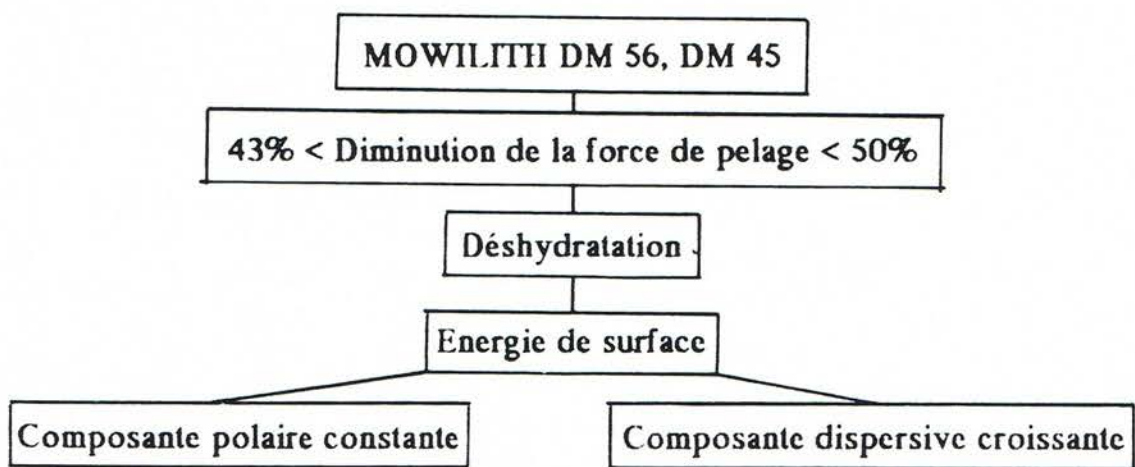 MOWILITH DM 56, DM 45
43% < Diminution de la force de pelage < 50%
Déshydratation
Energie de surface
Composante polaire constante
Composante dispersive croissante